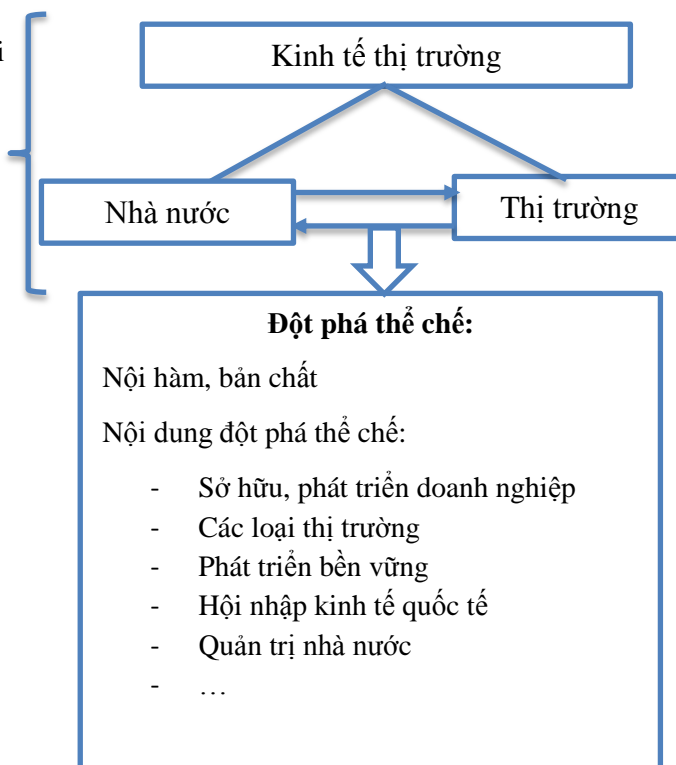 i
Kinh tế thị trường
Nhà nước
Thị trường
Đột phá thể chế:
Nội hàm, bản chất
Nội dung đột phá thể chế:
- Sở hữu, phát triển doanh nghiệp
- Các loại thị trường
- Phát triển bền vững
- Hội nhập kinh tế quốc tế
- Quản trị nhà nước
- …